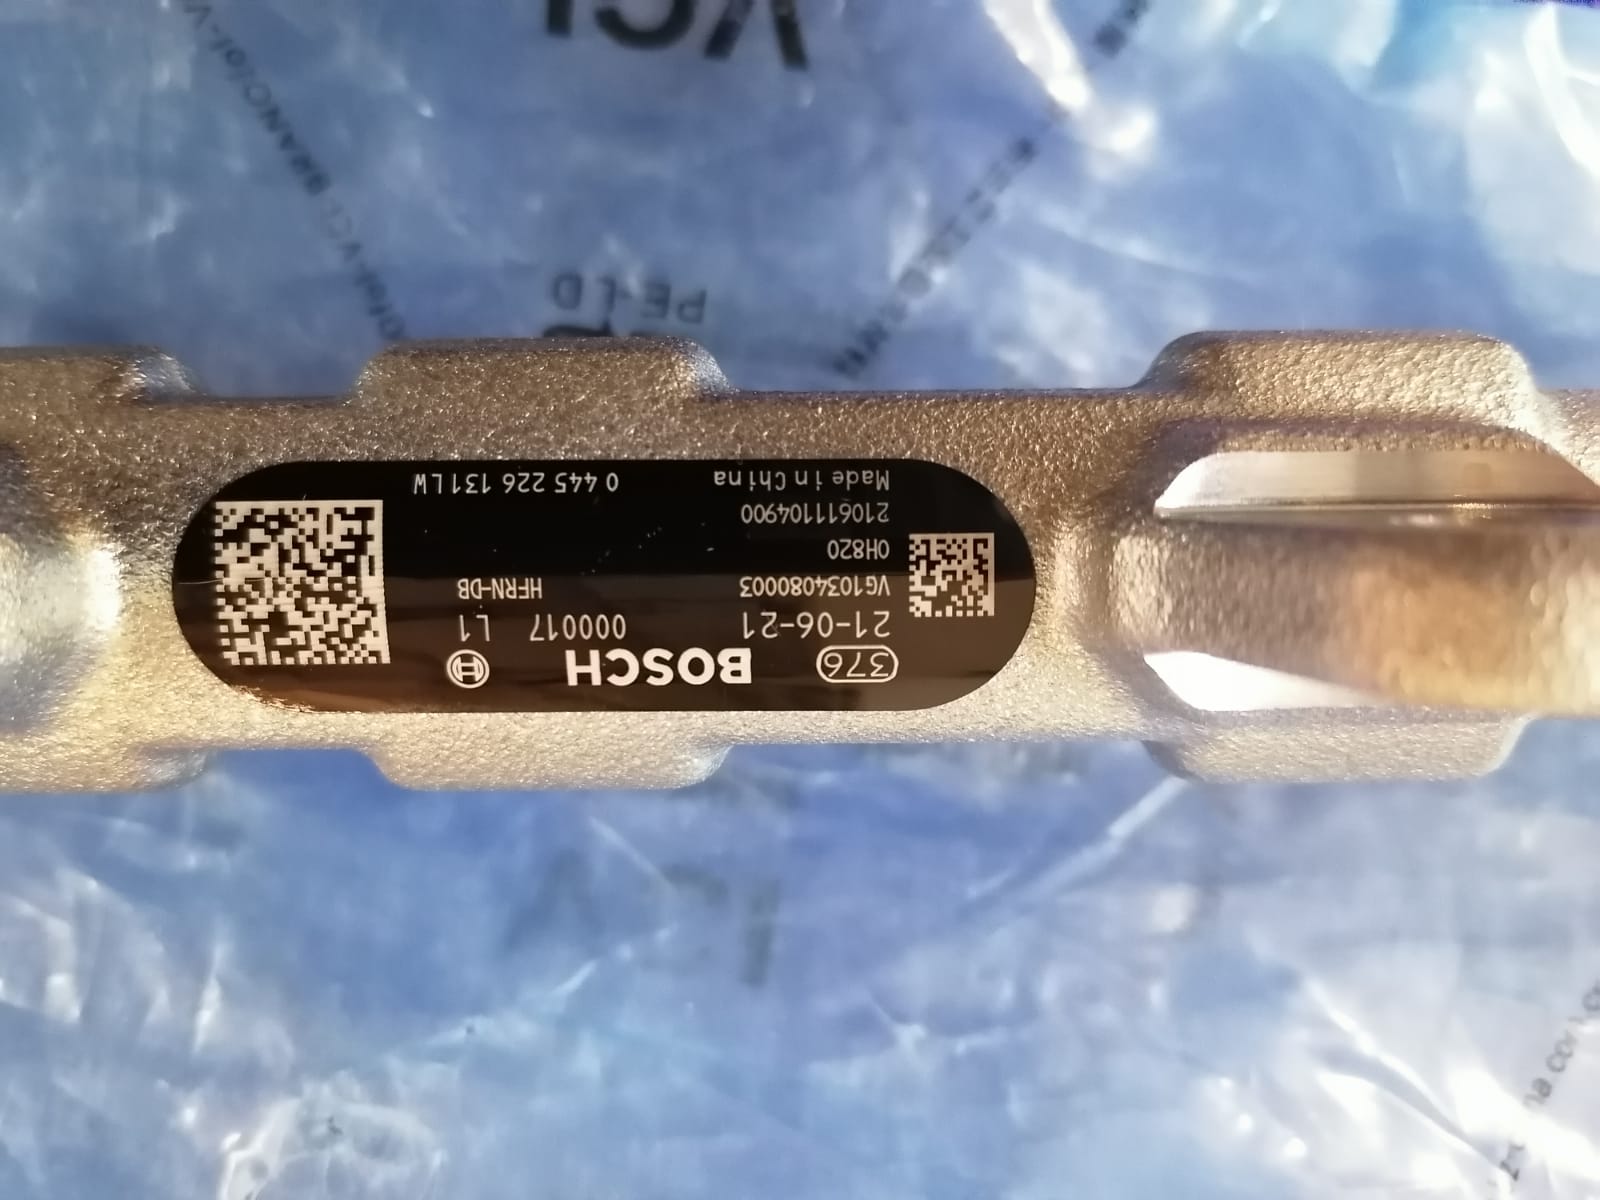 376 BOSCH
21-06-21 000017 L1
VG1034080003 HFRN-DB
0H820
210611104900
Made in China 0 445 226 131LW
PE-LD
VCI